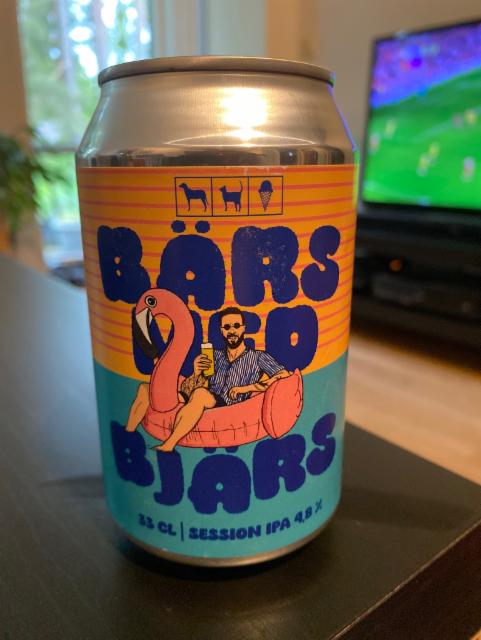 BÄRS
BJÄRS
33 CL | SESSION IPA 4,8 %